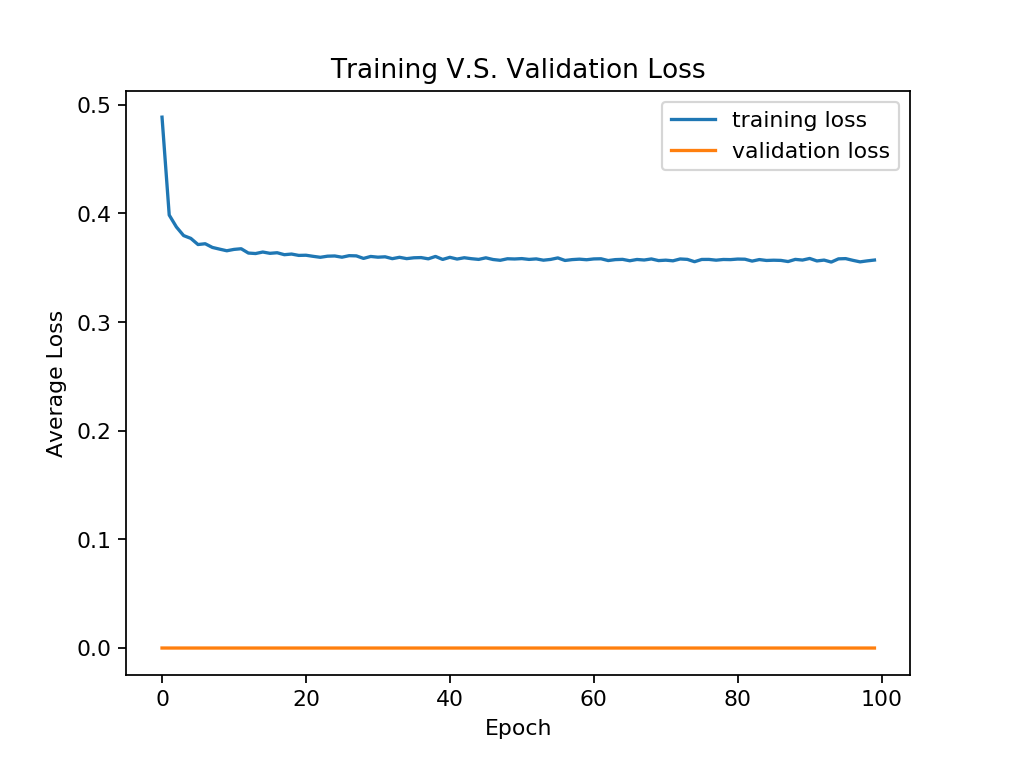 Training V.S. Validation Loss
training loss
validation loss
0.5
0.4
0.3
0.2
0.1
0.0
Average Loss
0 20 40 60 80 100
Epoch